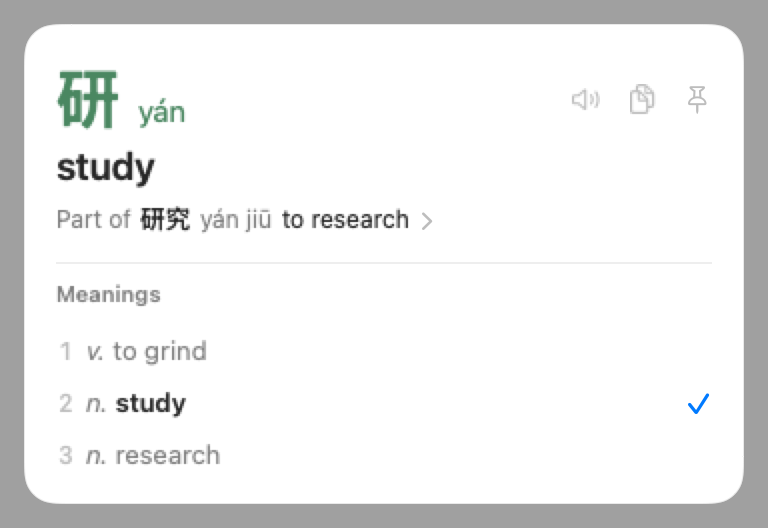 研 yán
study
Part of 研究 yán jiū to research
Meanings
1 v. to grind
2 n. study
3 n. research